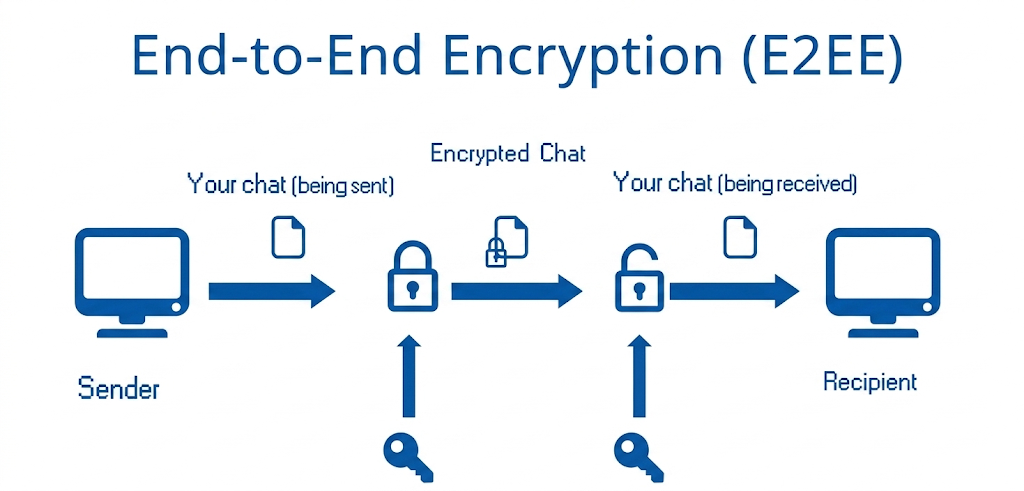 End-to-End Encryption (E2EE)
Encrypted Chat
Your chat (being sent)
Your chat (being received)
Sender
Recipient